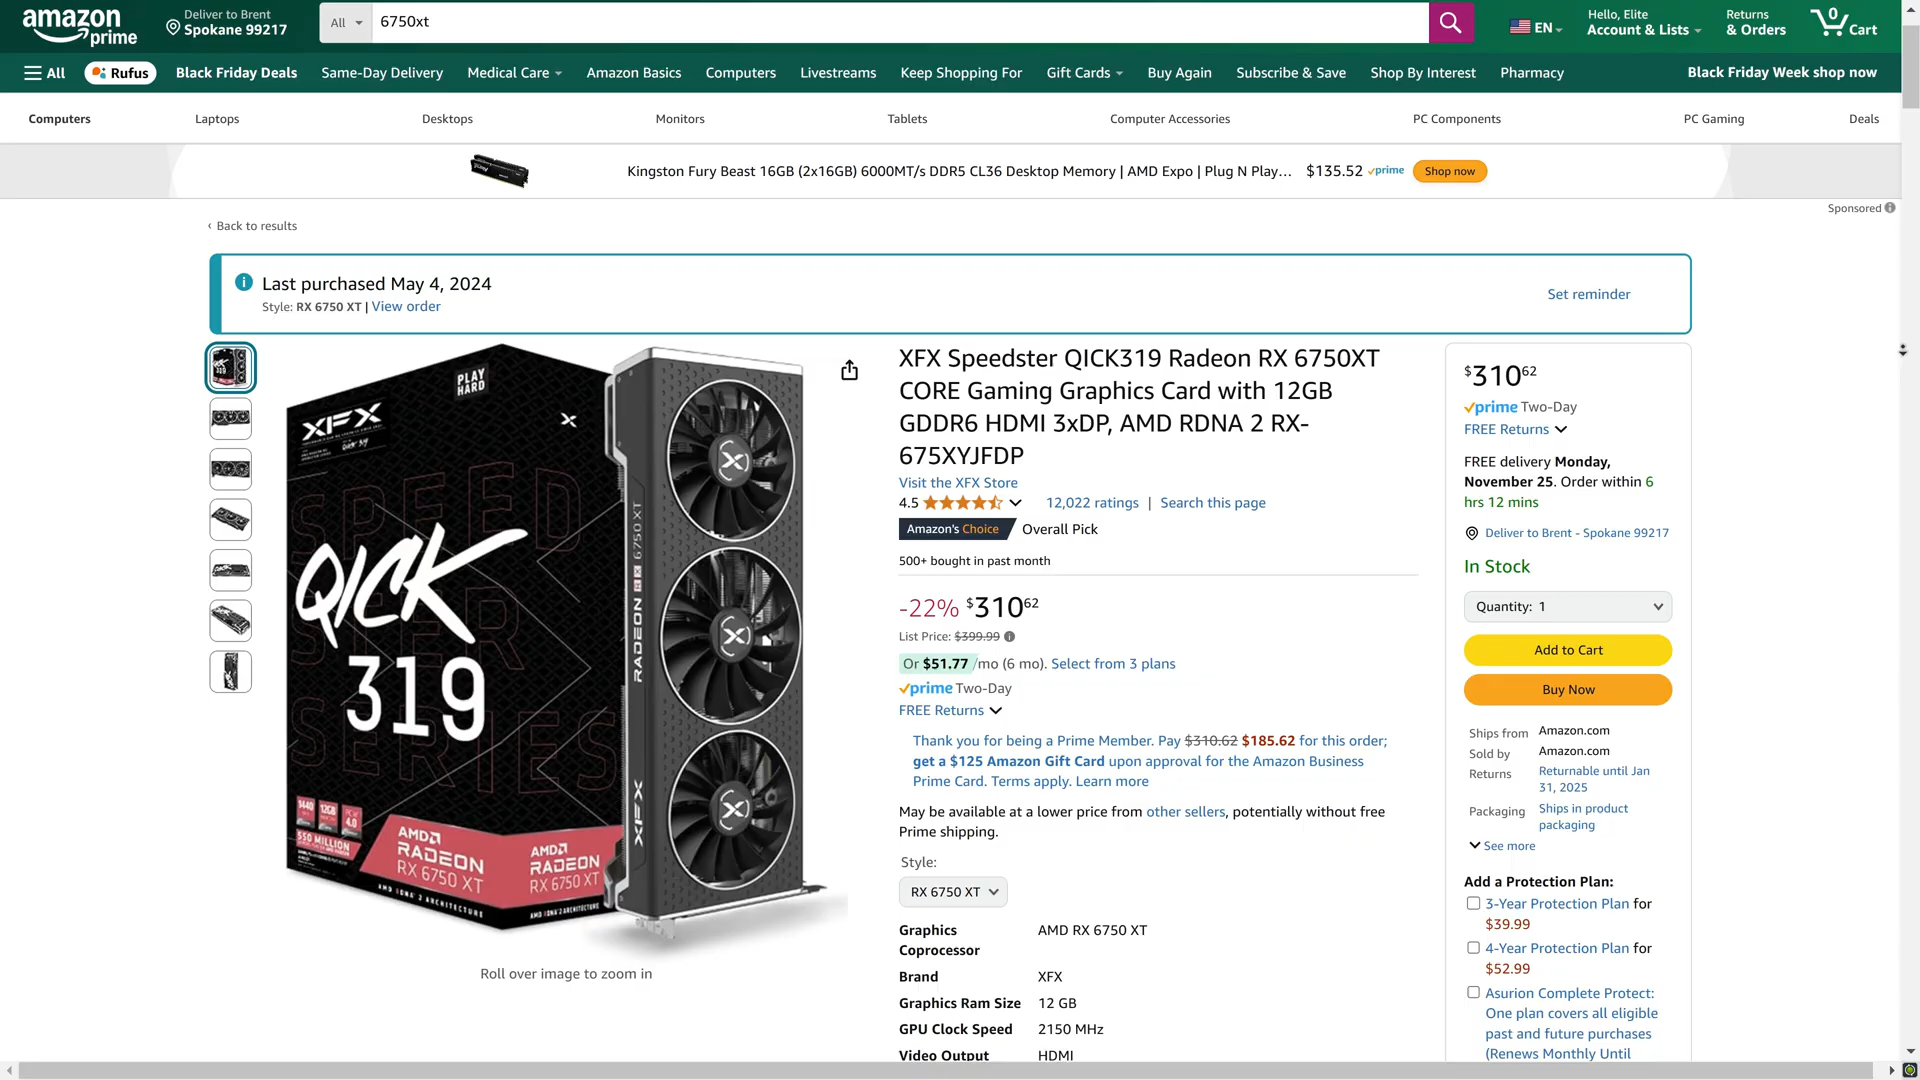 amazon
prime
Deliver to Brent
Spokane 99217
All
6750xt
EN
Hello, Elite
Account & Lists
Returns
& Orders
0
Cart
All
Rufus
Black Friday Deals
Same-Day Delivery
Medical Care
Amazon Basics
Computers
Livestreams
Keep Shopping For
Gift Cards
Buy Again
Subscribe & Save
Shop By Interest
Pharmacy
Black Friday Week shop now
Computers
Laptops
Desktops
Monitors
Tablets
Computer Accessories
PC Components
PC Gaming
Deals
Kingston Fury Beast 16GB (2x16GB) 6000MT/s DDR5 CL36 Desktop Memory | AMD Expo | Plug N Play…
$135.52
prime
Shop now
Sponsored
‹ Back to results
Last purchased May 4, 2024
Style: RX 6750 XT | View order
Set reminder
PLAY
HARD
XFX
QICK
319
SPEED
SERIES
1440
12GB
4.0
550 MILLION
AMD
RADEON
RX 6750 XT
AMD RDNA 2 ARCHITECTURE
AMD
RADEON
RX 6750 XT
AMD RDNA 2 ARCHITECTURE
RADEON RX 6750 XT
XFX
Roll over image to zoom in
XFX Speedster QICK319 Radeon RX 6750XT
CORE Gaming Graphics Card with 12GB
GDDR6 HDMI 3xDP, AMD RDNA 2 RX-
675XYJFDP
Visit the XFX Store
4.5
12,022 ratings | Search this page
Amazon's Choice
Overall Pick
500+ bought in past month
-22% $310 62
List Price: $399.99
Or $51.77 /mo (6 mo). Select from 3 plans
prime Two-Day
FREE Returns
Thank you for being a Prime Member. Pay $310.62 $185.62 for this order;
get a $125 Amazon Gift Card upon approval for the Amazon Business
Prime Card. Terms apply. Learn more
May be available at a lower price from other sellers, potentially without free
Prime shipping.
Style:
RX 6750 XT
Graphics
Coprocessor
AMD RX 6750 XT
Brand
XFX
Graphics Ram Size
12 GB
GPU Clock Speed
2150 MHz
Video Output
HDMI
$310 62
prime Two-Day
FREE Returns
FREE delivery Monday,
November 25. Order within 6
hrs 12 mins
Deliver to Brent - Spokane 99217
In Stock
Quantity: 1
Add to Cart
Buy Now
Ships from
Amazon.com
Sold by
Amazon.com
Returns
Returnable until Jan
31, 2025
Packaging
Ships in product
packaging
See more
Add a Protection Plan:
3-Year Protection Plan for
$39.99
4-Year Protection Plan for
$52.99
Asurion Complete Protect:
One plan covers all eligible
past and future purchases
(Renews Monthly Until